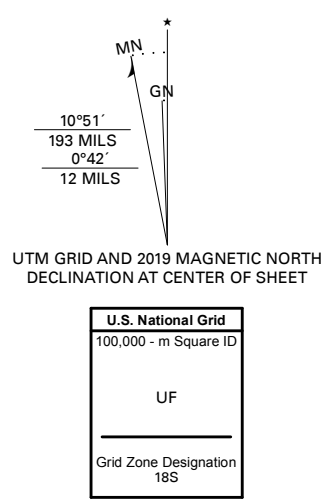 MN
GN
10°51´
193 MILS
0°42´
12 MILS
UTM GRID AND 2019 MAGNETIC NORTH
DECLINATION AT CENTER OF SHEET
U.S. National Grid
100,000 - m Square ID
UF
Grid Zone Designation
18S